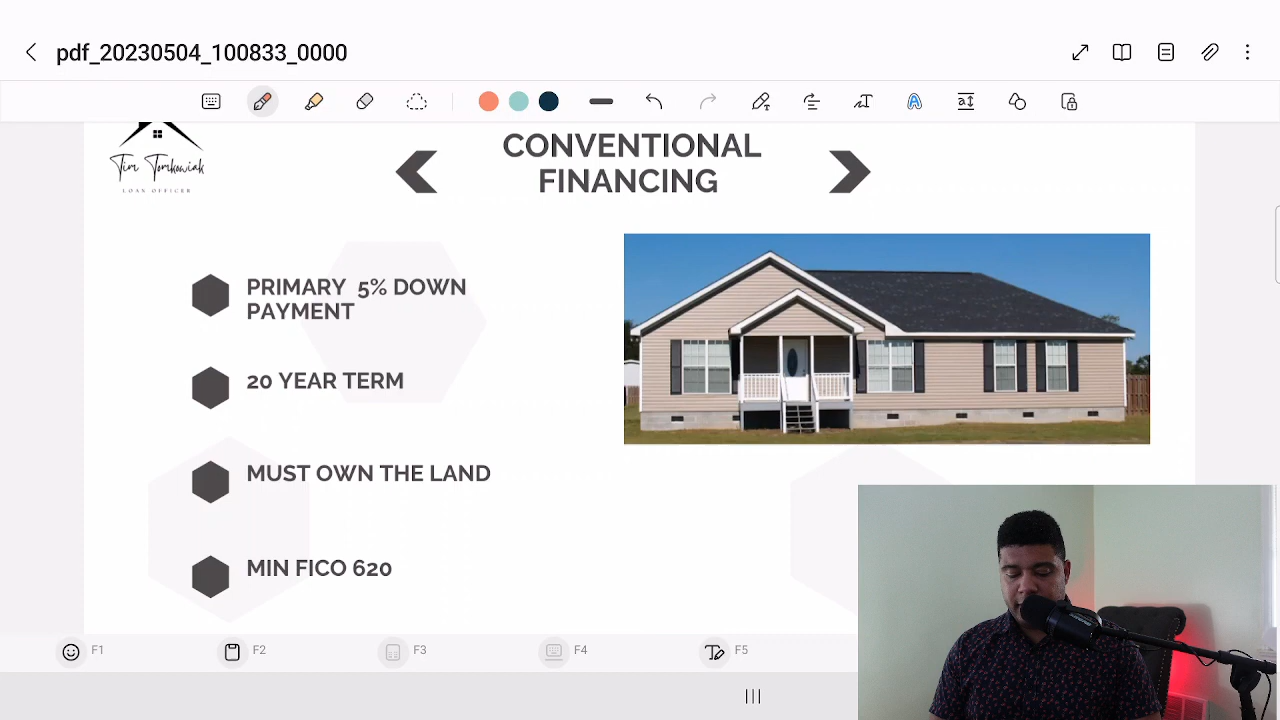 pdf_20230504_100833_0000
Tim Tomkowiak
LOAN OFFICER
CONVENTIONAL
FINANCING
PRIMARY 5% DOWN
PAYMENT
20 YEAR TERM
MUST OWN THE LAND
MIN FICO 620
F1
F2
F3
F4
F5